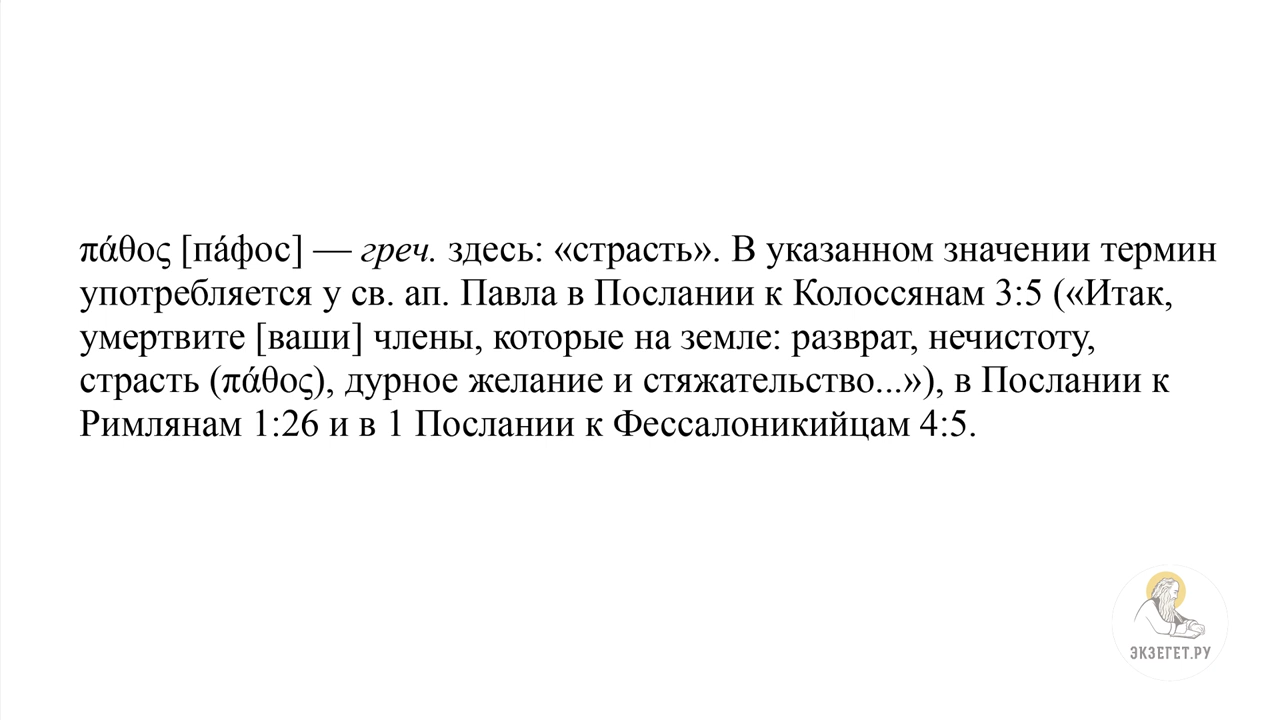 πάθος [пáфос] — греч. здесь: «страсть». В указанном значении термин
употребляется у св. ап. Павла в Послании к Колоссянам 3:5 («Итак,
умертвите [ваши] члены, которые на земле: разврат, нечистоту,
страсть (πάθος), дурное желание и стяжательство...»), в Послании к
Римлянам 1:26 и в 1 Послании к Фессалоникийцам 4:5.
ЭКЗЕГЕТ.РУ